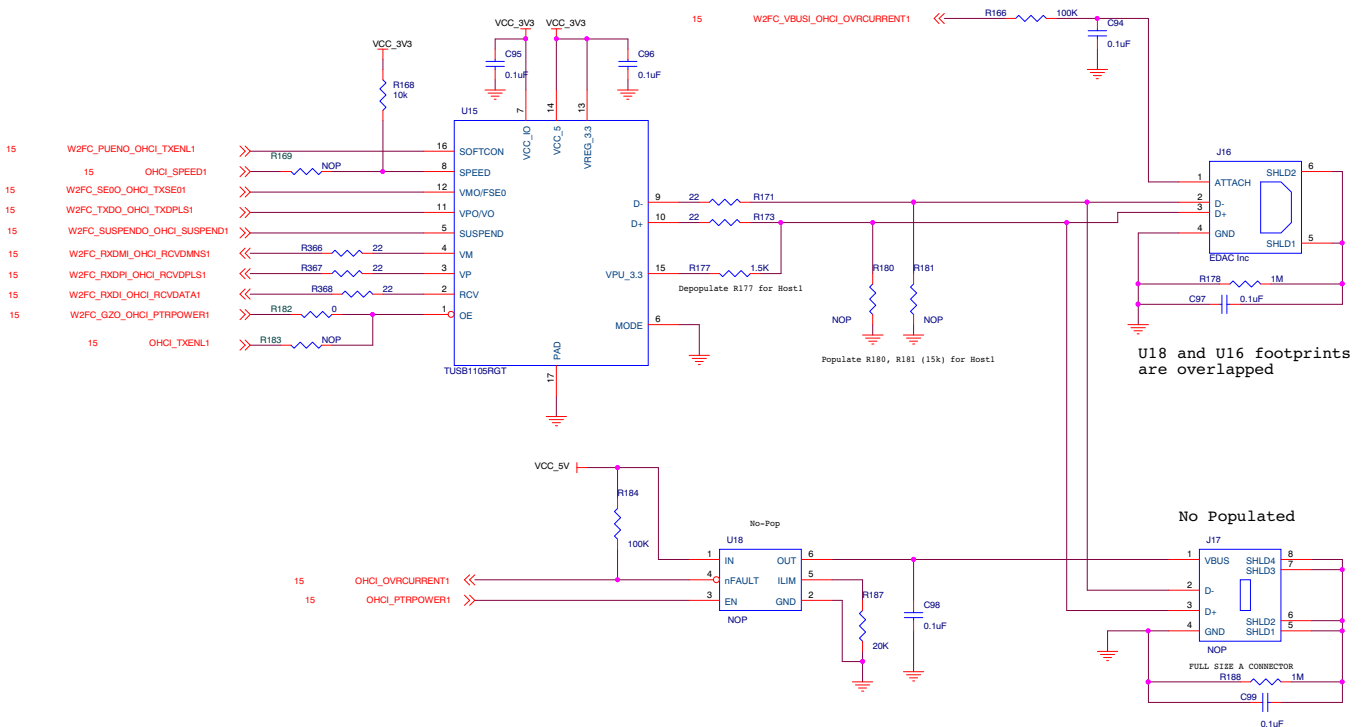 15 W2FC_VBUSI_OHCI_OVRCURRENT1 R166 100K
C94
0.1uF
VCC_3V3 VCC_3V3
VCC_3V3
C95
0.1uF
C96
0.1uF
R168
10k
U15
7 14 13
VCC_IO VCC_5 VREG_3.3
15 W2FC_PUENO_OHCI_TXENL1 16 SOFTCON
15 OHCI_SPEED1 R169 NOP 8 SPEED
15 W2FC_SE0O_OHCI_TXSE01 12 VMO/FSE0
15 W2FC_TXDO_OHCI_TXDPLS1 11 VPO/VO
15 W2FC_SUSPENDO_OHCI_SUSPEND1 5 SUSPEND
15 W2FC_RXDMI_OHCI_RCVDMNS1 R366 22 4 VM
15 W2FC_RXDPI_OHCI_RCVDPLS1 R367 22 3 VP
15 W2FC_RXDI_OHCI_RCVDATA1 R368 22 2 RCV
15 W2FC_GZO_OHCI_PTRPOWER1 R182 0 1 OE
15 OHCI_TXENL1 R183 NOP
D- 9 22 R171
D+ 10 22 R173
VPU_3.3 15 R177 1.5K
Depopulate R177 for Host1
MODE 6
PAD
17
TUSB1105RGT
R180 R181
NOP NOP
Populate R180, R181 (15k) for Host1
J16
1 ATTACH
2 D-
3 D+
4 GND
SHLD2 6
SHLD1 5
EDAC Inc
R178 1M
C97 0.1uF
U18 and U16 footprints
are overlapped
VCC_5V
R184
100K
No-Pop
U18
1 IN OUT 6
4 nFAULT ILIM 5
3 EN GND 2
NOP
15 OHCI_OVRCURRENT1
15 OHCI_PTRPOWER1
R187
20K
C98
0.1uF
No Populated
J17
1 VBUS SHLD4 8
SHLD3 7
2 D-
3 D+
SHLD2 6
4 GND SHLD1 5
NOP
FULL SIZE A CONNECTOR
R188 1M
C99
0.1uF